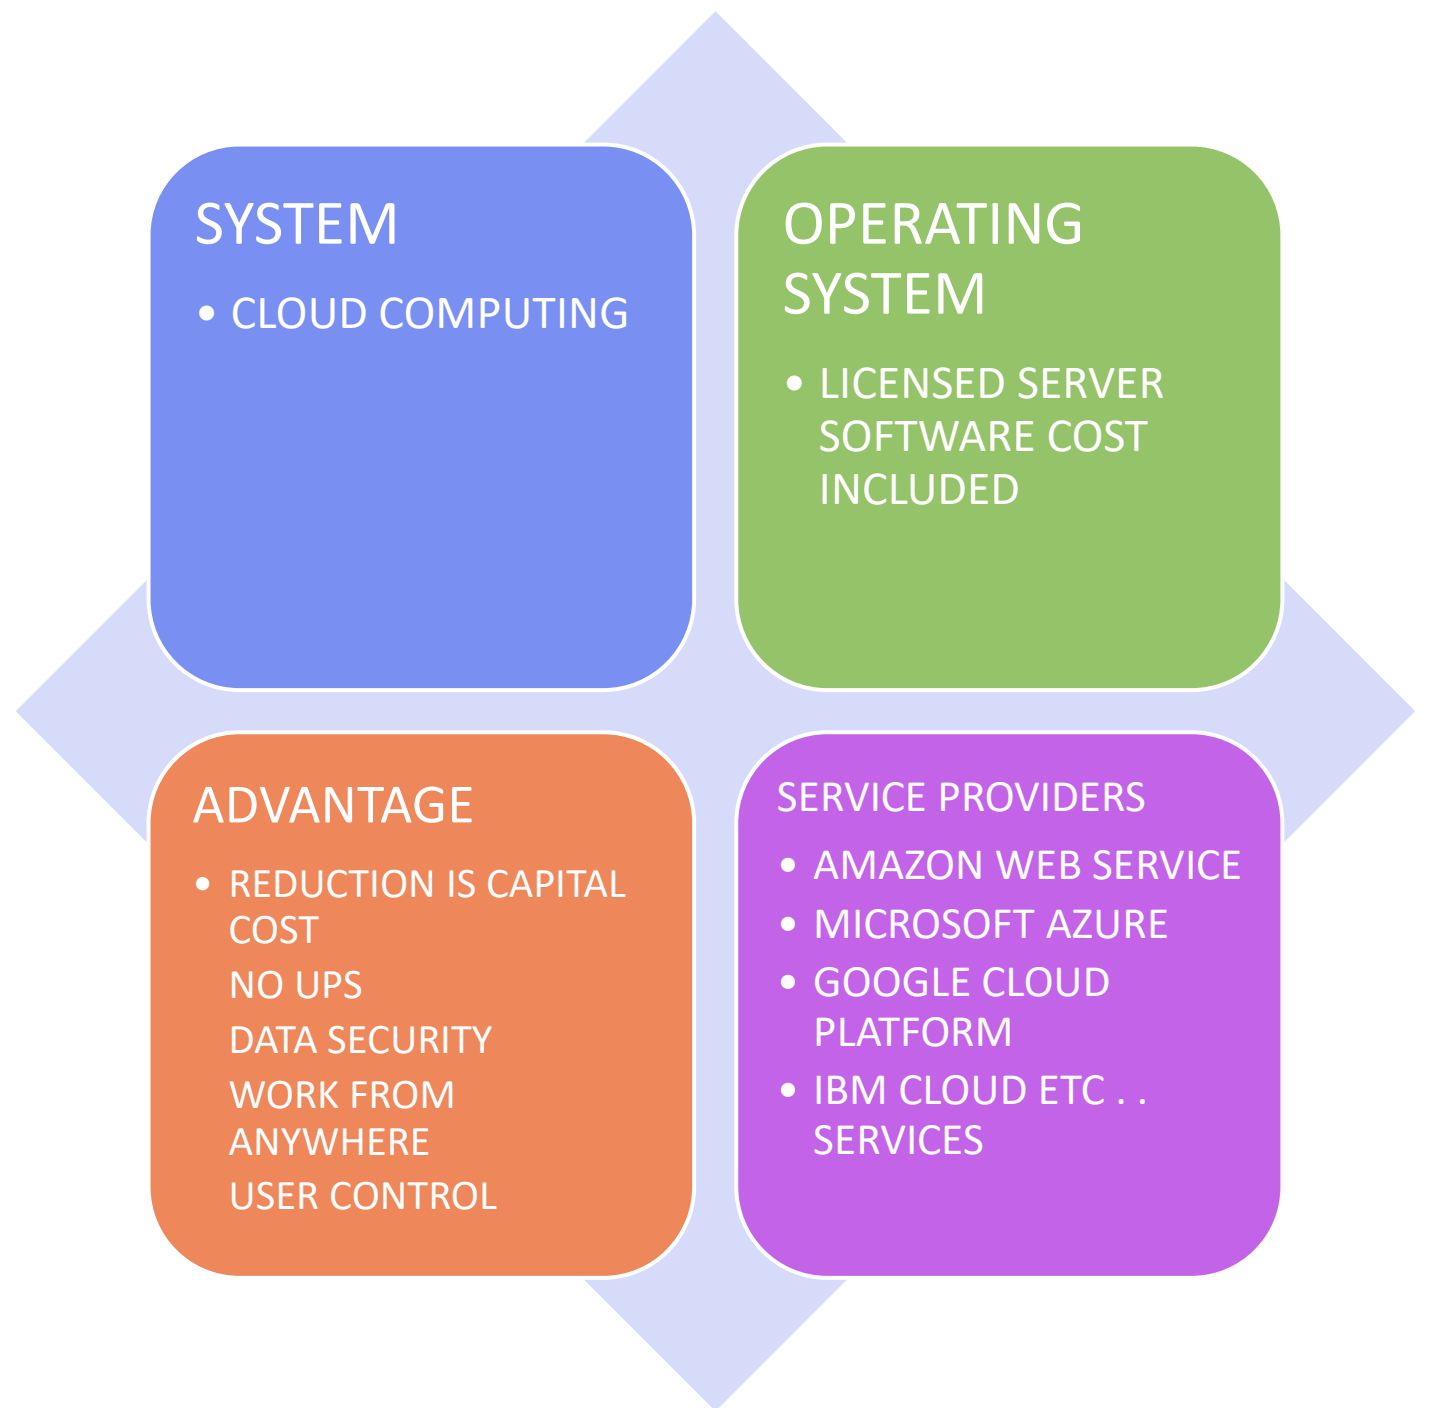 SYSTEM
• CLOUD COMPUTING
OPERATING
SYSTEM
• LICENSED SERVER
SOFTWARE COST
INCLUDED
ADVANTAGE
• REDUCTION IS CAPITAL
COST
NO UPS
DATA SECURITY
WORK FROM
ANYWHERE
USER CONTROL
SERVICE PROVIDERS
• AMAZON WEB SERVICE
• MICROSOFT AZURE
• GOOGLE CLOUD
PLATFORM
• IBM CLOUD ETC . .
SERVICES